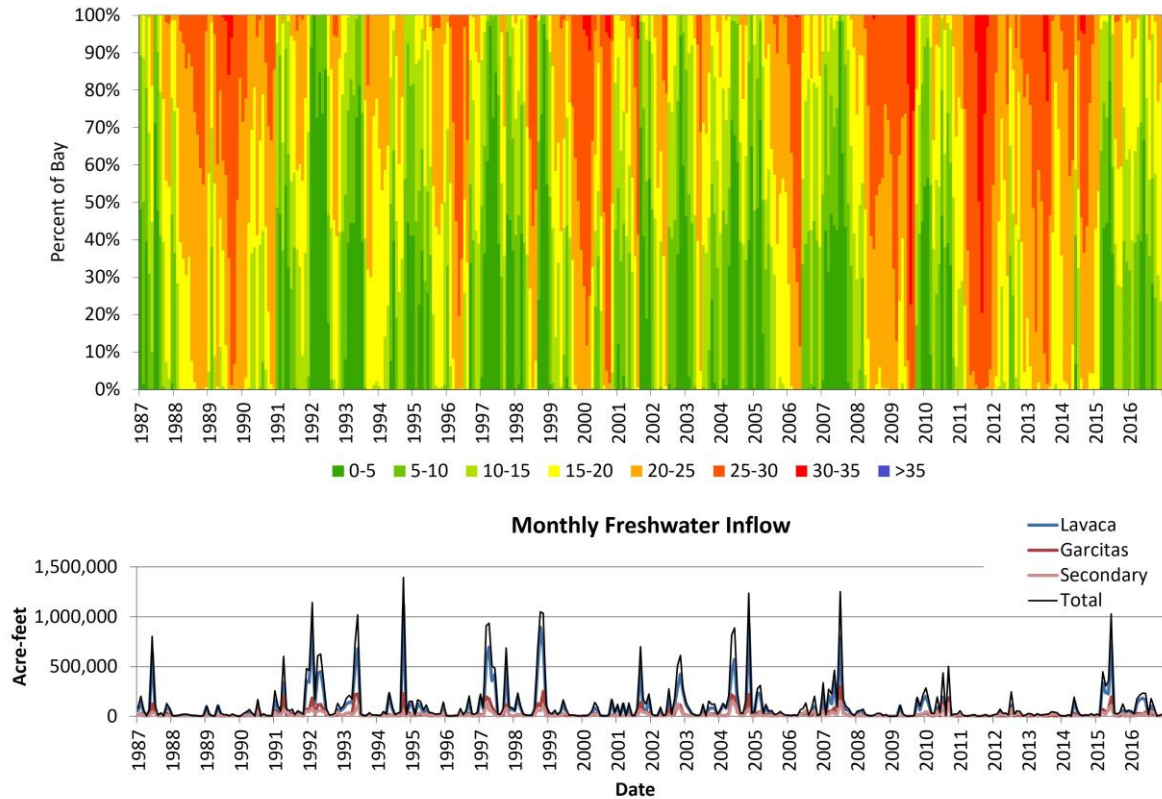 100%
90%
80%
70%
60%
50%
40%
30%
20%
10%
0%
Percent of Bay
1987 1988 1989 1990 1991 1992 1993 1994 1995 1996 1997 1998 1999 2000 2001 2002 2003 2004 2005 2006 2007 2008 2009 2010 2011 2012 2013 2014 2015 2016
0-5 5-10 10-15 15-20 20-25 25-30 30-35 >35
Monthly Freshwater Inflow
Lavaca
Garcitas
Secondary
Total
1,500,000
1,000,000
500,000
0
Acre-feet
1987 1988 1989 1990 1991 1992 1993 1994 1995 1996 1997 1998 1999 2000 2001 2002 2003 2004 2005 2006 2007 2008 2009 2010 2011 2012 2013 2014 2015 2016
Date